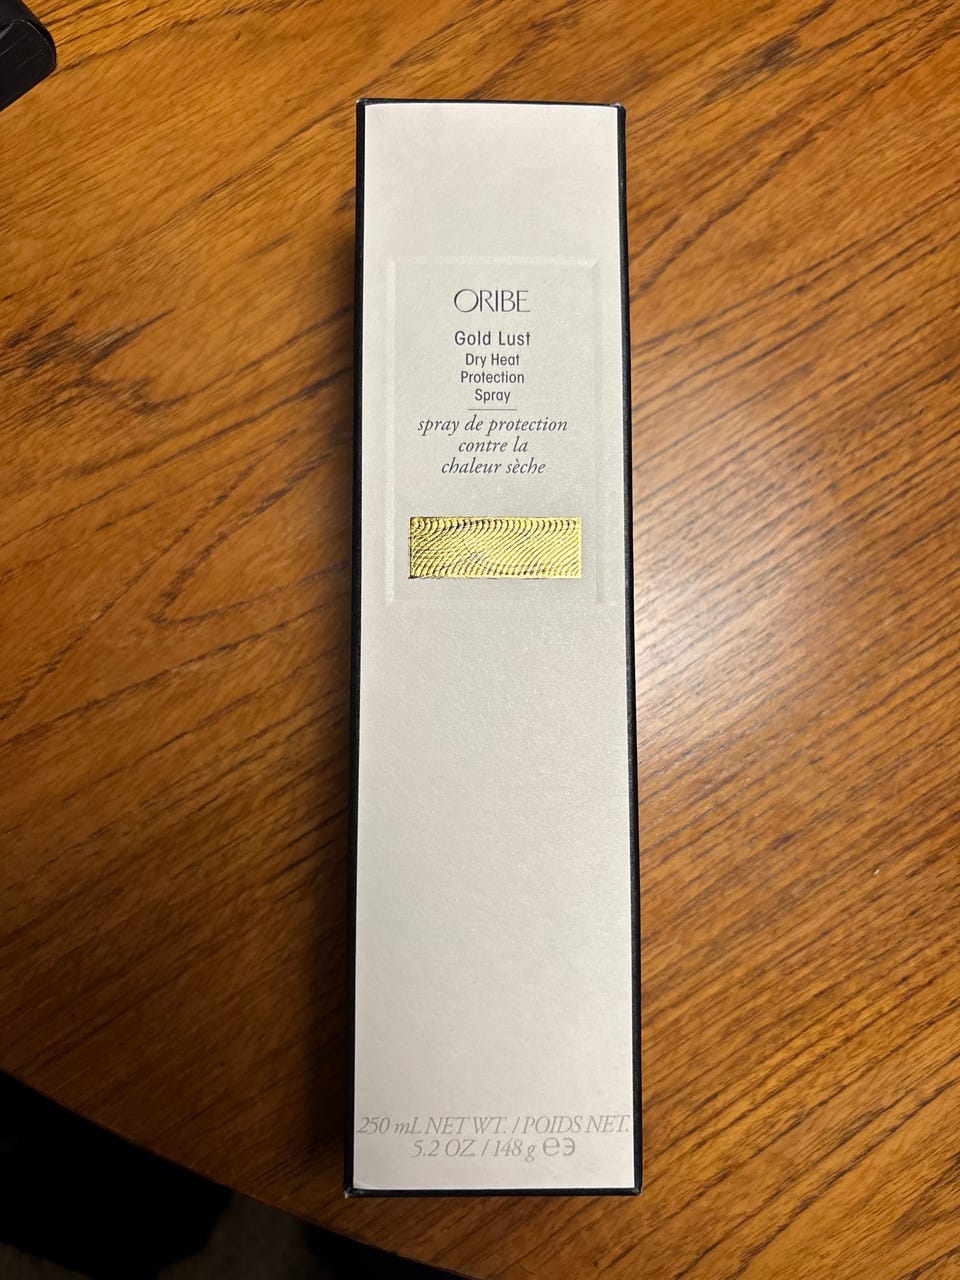 ORIBE
Gold Lust
Dry Heat
Protection
Spray
spray de protection
contre la
chaleur sèche
250 mL NET WT. / POIDS NET.
5.2 OZ. / 148 g ℮3